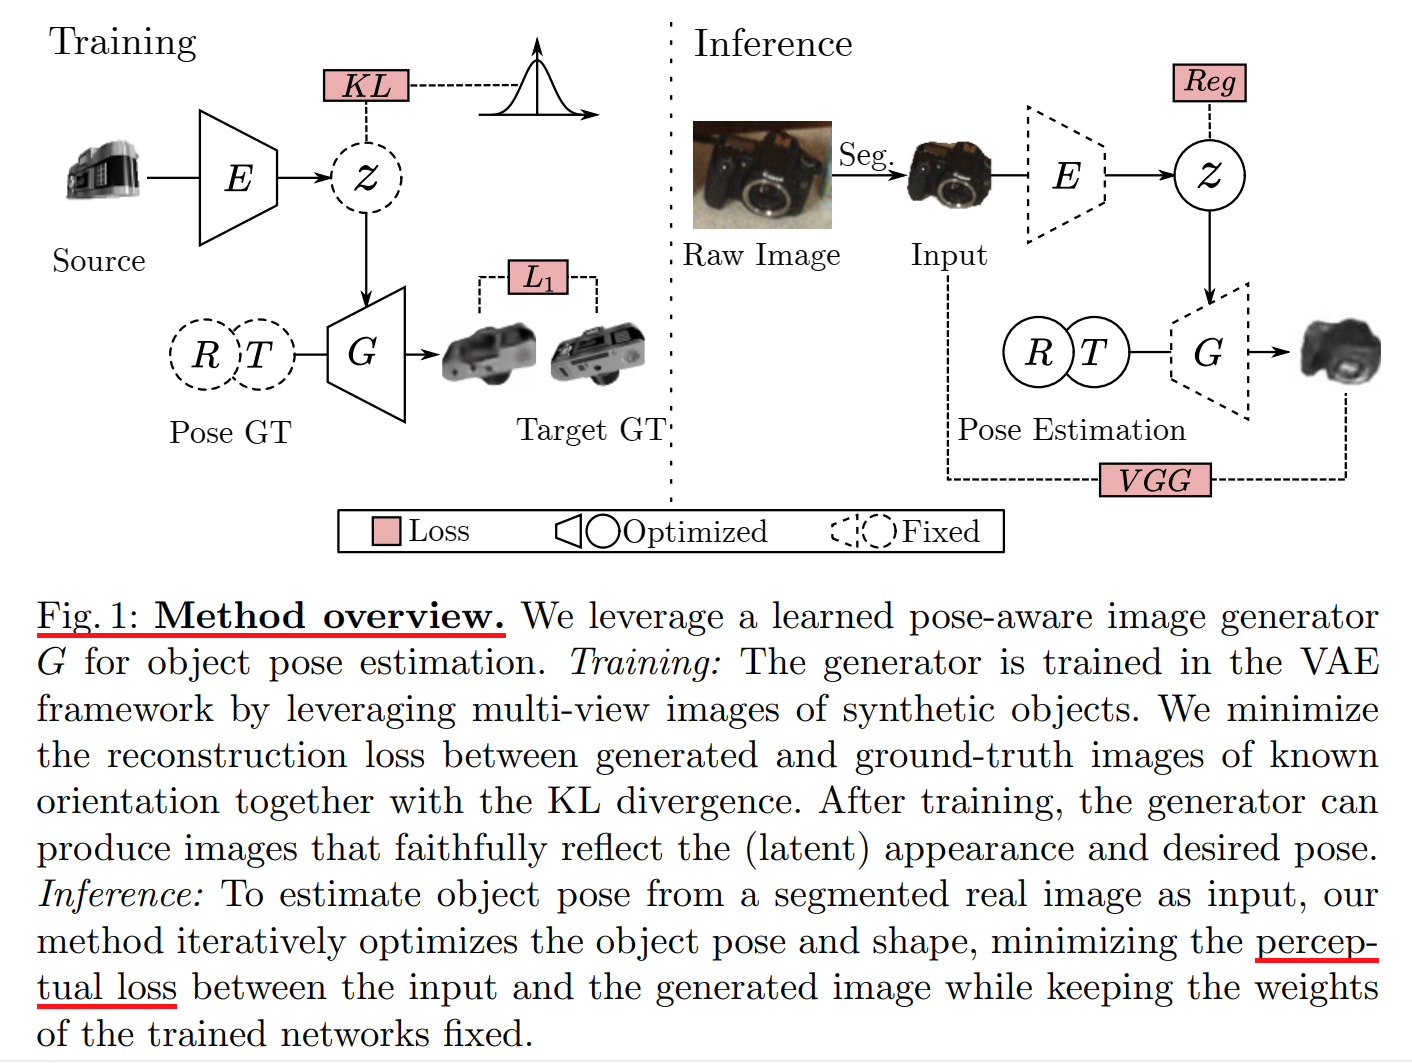 Training
Inference
KL
Reg
E
z
Seg.
E
z
Source
Raw Image
Input
L1
R T
G
R T
G
Pose GT
Target GT
Pose Estimation
VGG
Loss
Optimized
Fixed
Fig. 1: Method overview. We leverage a learned pose-aware image generator
G for object pose estimation. Training: The generator is trained in the VAE
framework by leveraging multi-view images of synthetic objects. We minimize
the reconstruction loss between generated and ground-truth images of known
orientation together with the KL divergence. After training, the generator can
produce images that faithfully reflect the (latent) appearance and desired pose.
Inference: To estimate object pose from a segmented real image as input, our
method iteratively optimizes the object pose and shape, minimizing the percep-
tual loss between the input and the generated image while keeping the weights
of the trained networks fixed.